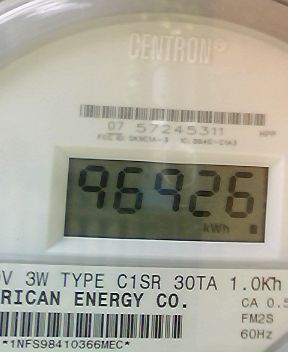 CENTRON®
07 57245311
HPP
96926
kWh
V 3W TYPE C1SR 30TA 1.0Kh
RICAN ENERGY CO.
CA 0.5
FM2S
60Hz
*1NFS98410366MEC*